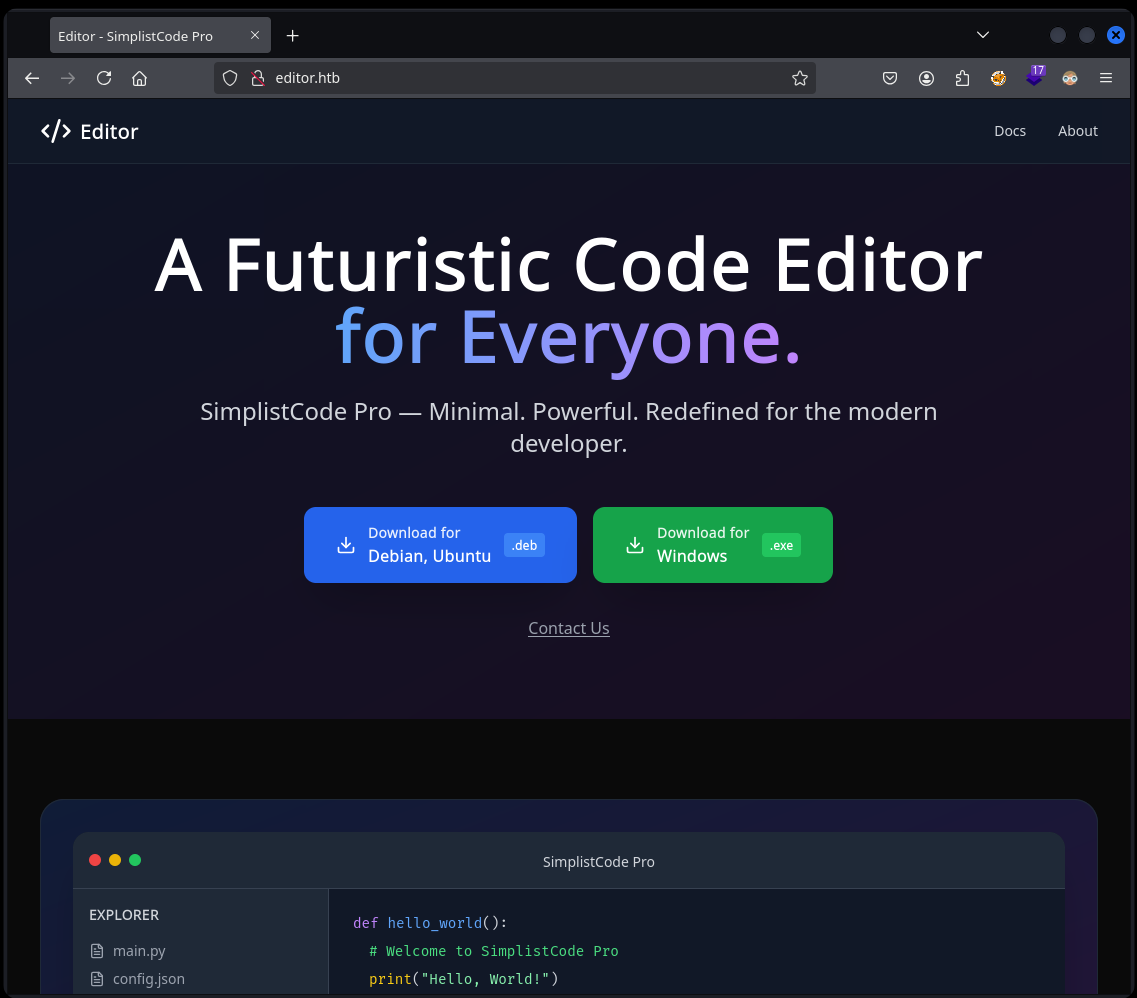 Editor - SimplistCode Pro
editor.htb
17
</> Editor
Docs
About
A Futuristic Code Editor
for Everyone.
SimplistCode Pro — Minimal. Powerful. Redefined for the modern
developer.
Download for
Debian, Ubuntu
.deb
Download for
Windows
.exe
Contact Us
SimplistCode Pro
EXPLORER
main.py
config.json
def hello_world():
# Welcome to SimplistCode Pro
print("Hello, World!")